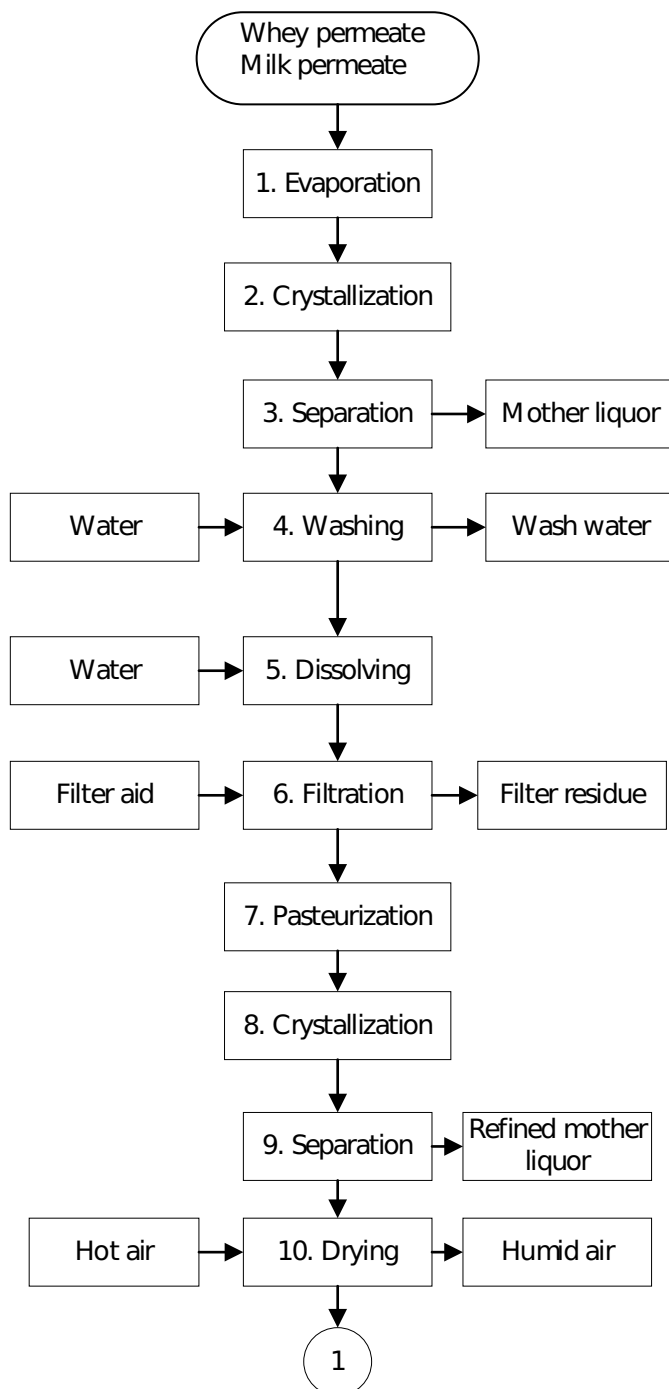 Whey permeate
Milk permeate
1. Evaporation
2. Crystallization
3. Separation
Mother liquor
Water
4. Washing
Wash water
Water
5. Dissolving
Filter aid
6. Filtration
Filter residue
7. Pasteurization
8. Crystallization
9. Separation
Refined mother
liquor
Hot air
10. Drying
Humid air
1